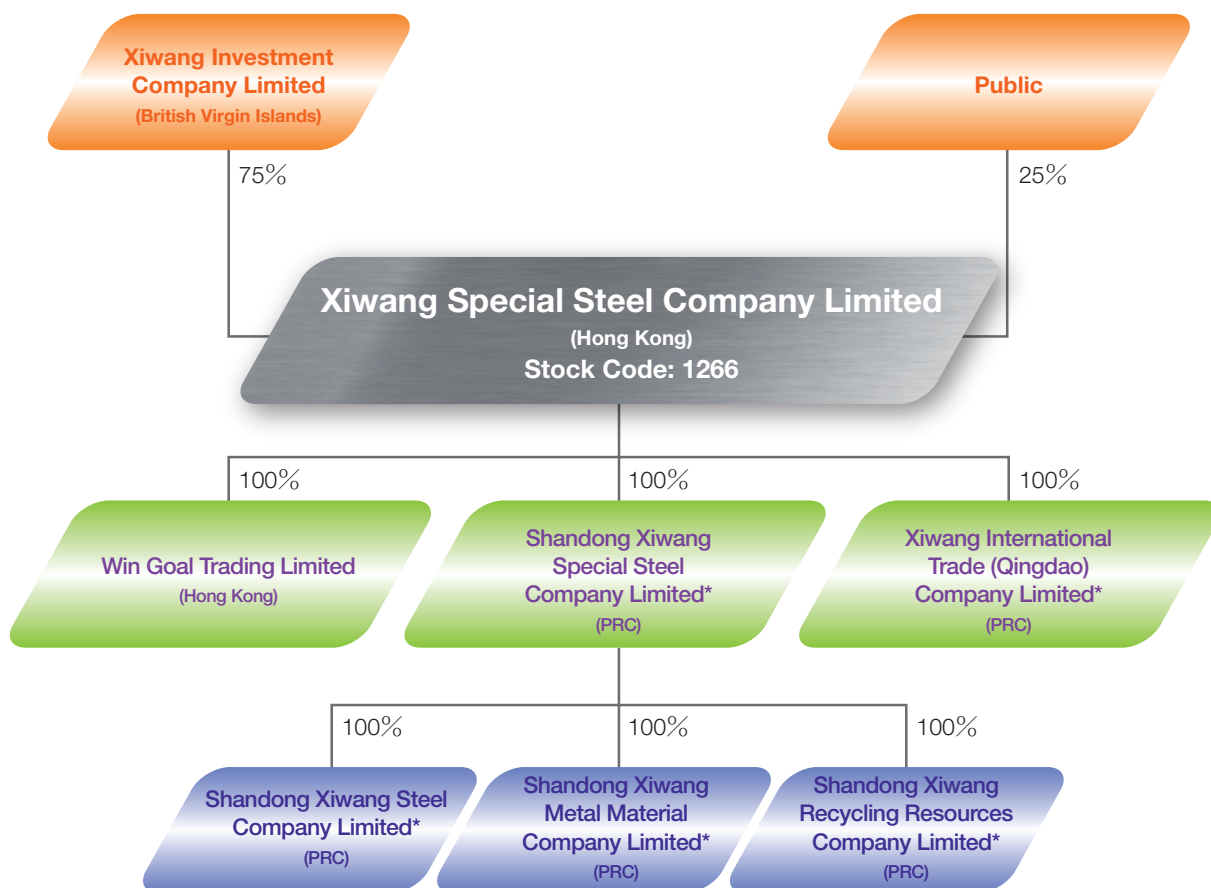 Xiwang Investment
Company Limited
(British Virgin Islands)
Public
75%
25%
Xiwang Special Steel Company Limited
(Hong Kong)
Stock Code: 1266
100%
100%
100%
Win Goal Trading Limited
(Hong Kong)
Shandong Xiwang
Special Steel
Company Limited*
(PRC)
Xiwang International
Trade (Qingdao)
Company Limited*
(PRC)
100%
100%
100%
Shandong Xiwang Steel
Company Limited*
(PRC)
Shandong Xiwang
Metal Material
Company Limited*
(PRC)
Shandong Xiwang
Recycling Resources
Company Limited*
(PRC)